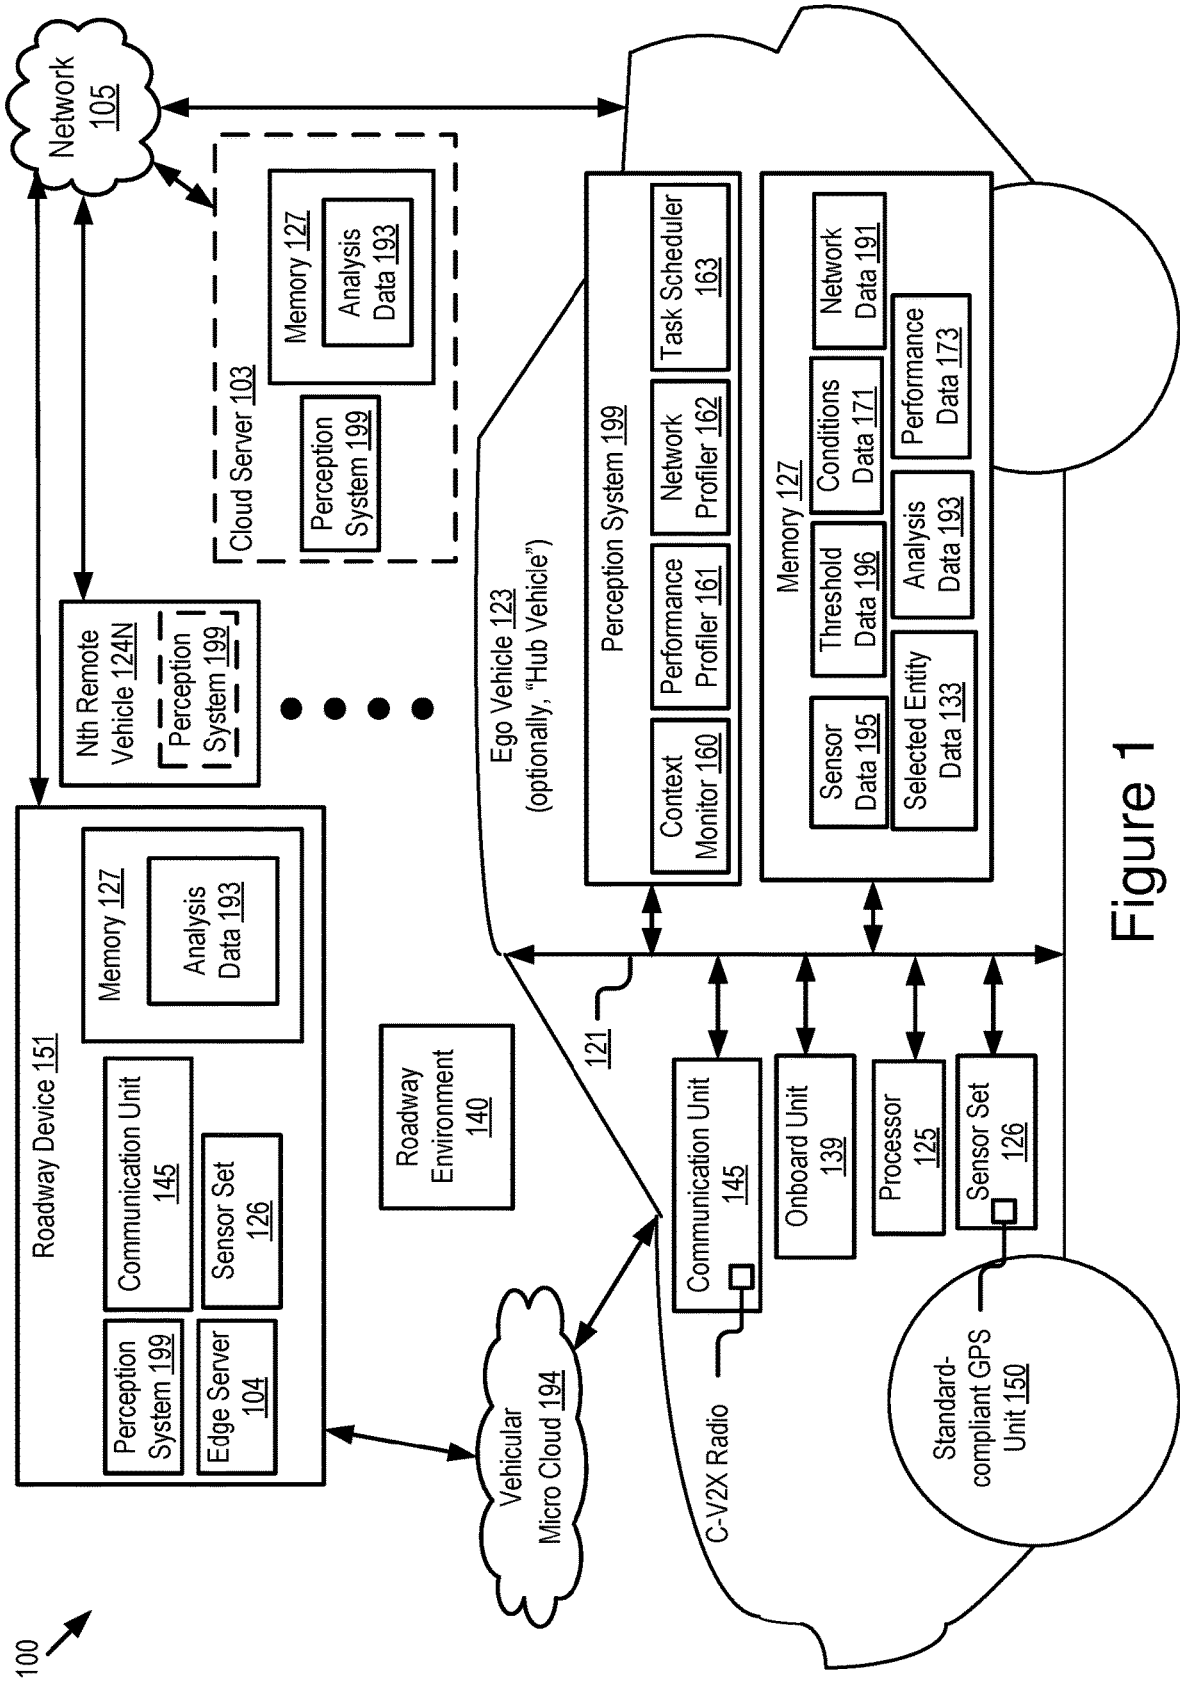 100
Roadway Device 151
Perception
System 199
Communication Unit
145
Memory 127
Analysis
Data 193
Edge Server
104
Sensor Set
126
Nth Remote
Vehicle 124N
Perception
System 199
Network
105
Cloud Server 103
Perception
System 199
Memory 127
Analysis
Data 193
Vehicular
Micro Cloud 194
Roadway
Environment
140
Ego Vehicle 123
(optionally, “Hub Vehicle”)
121
Perception System 199
Context
Monitor 160
Performance
Profiler 161
Network
Profiler 162
Task Scheduler
163
Memory 127
Sensor
Data 195
Threshold
Data 196
Conditions
Data 171
Network
Data 191
Selected Entity
Data 133
Analysis
Data 193
Performance
Data 173
Communication Unit
145
C-V2X Radio
Onboard Unit
139
Processor
125
Sensor Set
126
Standard-
compliant GPS
Unit 150
Figure 1